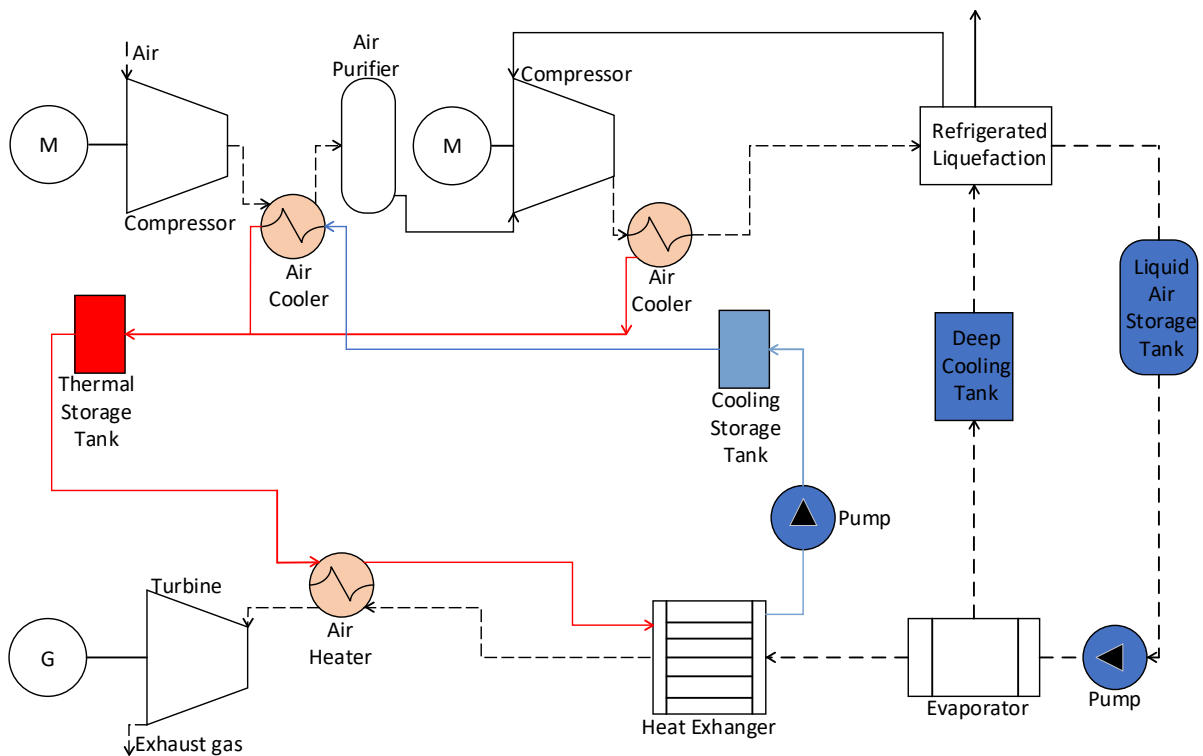 Air
Air
Purifier
Compressor
M
M
Refrigerated
Liquefaction
Compressor
Air
Cooler
Air
Cooler
Liquid
Air
Storage
Tank
Deep
Cooling
Tank
Thermal
Storage
Tank
Cooling
Storage
Tank
Pump
Turbine
Air
Heater
G
Heat Exhanger
Evaporator
Pump
Exhaust gas